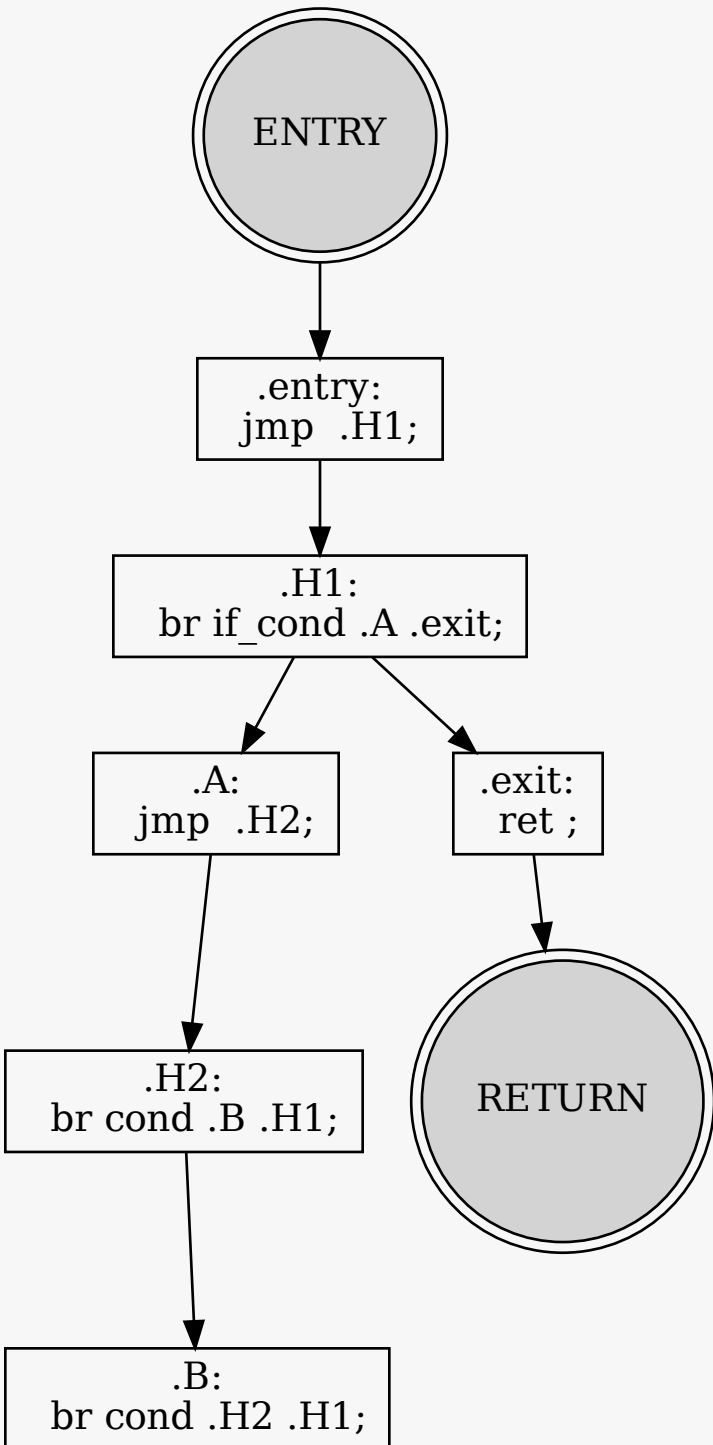 ENTRY
.entry:
jmp  .H1;
.H1:
br if_cond .A .exit;
.A:
jmp  .H2;
.exit:
ret ;
.H2:
br cond .B .H1;
RETURN
.B:
br cond .H2 .H1;